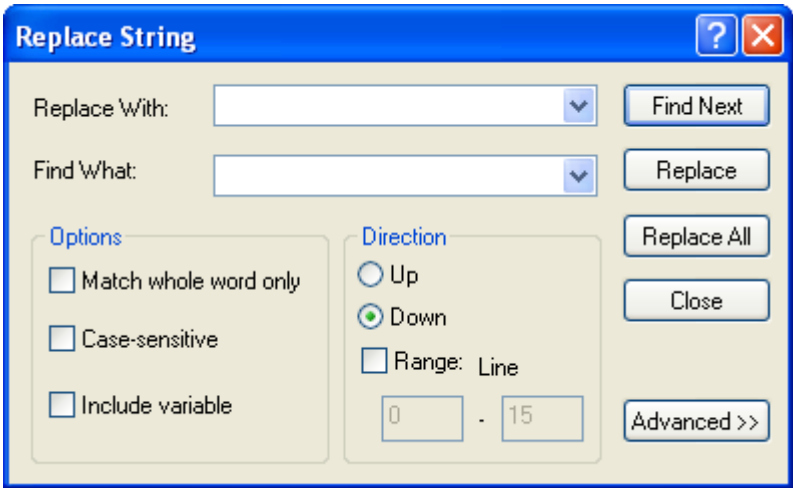 Replace String
Replace With:
Find Next
Find What:
Replace
Options
Direction
Replace All
Match whole word only
Up
Close
Case-sensitive
Down
Range: Line
Include variable
0 - 15
Advanced >>